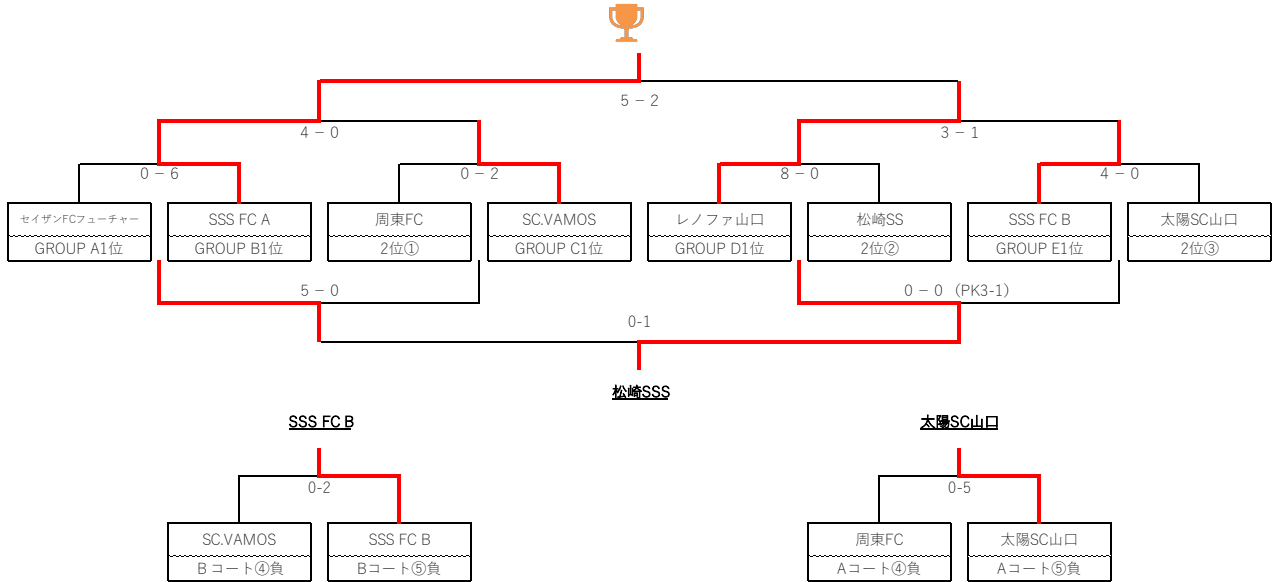 5 − 2
4 − 0
3 − 1
0 − 6
0 − 2
8 − 0
4 − 0
セイザンFCフューチャー
SSS FC A
周東FC
SC.VAMOS
レノファ山口
松崎SS
SSS FC B
太陽SC山口
GROUP A1位
GROUP B1位
2位①
GROUP C1位
GROUP D1位
2位②
GROUP E1位
2位③
5 − 0
0 − 0（PK3-1）
0-1
松崎SSS
SSS FC B
太陽SC山口
0-2
0-5
SC.VAMOS
SSS FC B
周東FC
太陽SC山口
B コート④負
Bコート⑤負
Aコート④負
Aコート⑤負